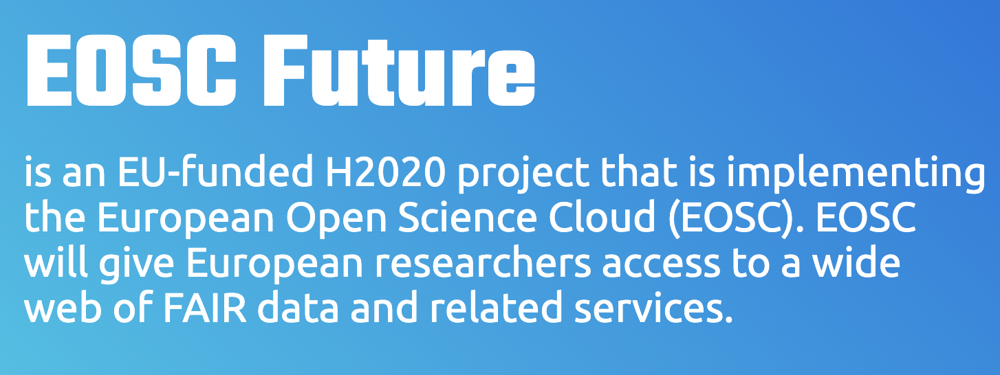 EOSC Future
is an EU-funded H2020 project that is implementing
the European Open Science Cloud (EOSC). EOSC
will give European researchers access to a wide
web of FAIR data and related services.